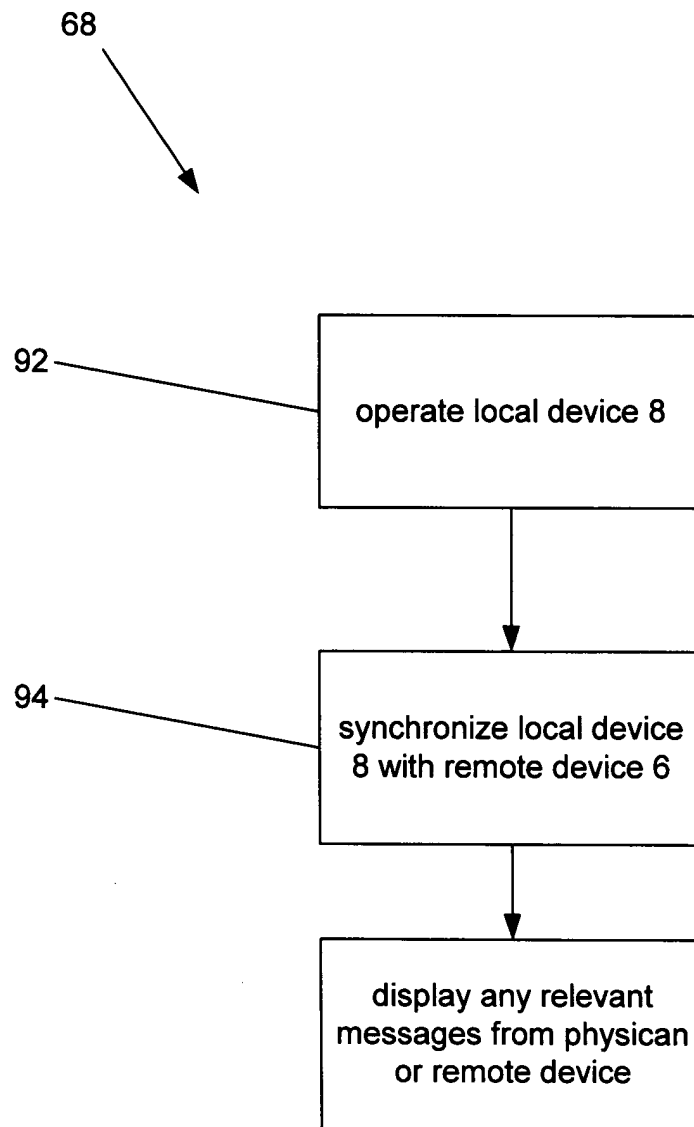 68
92
operate local device 8
94
synchronize local device
8 with remote device 6
display any relevant
messages from physican
or remote device